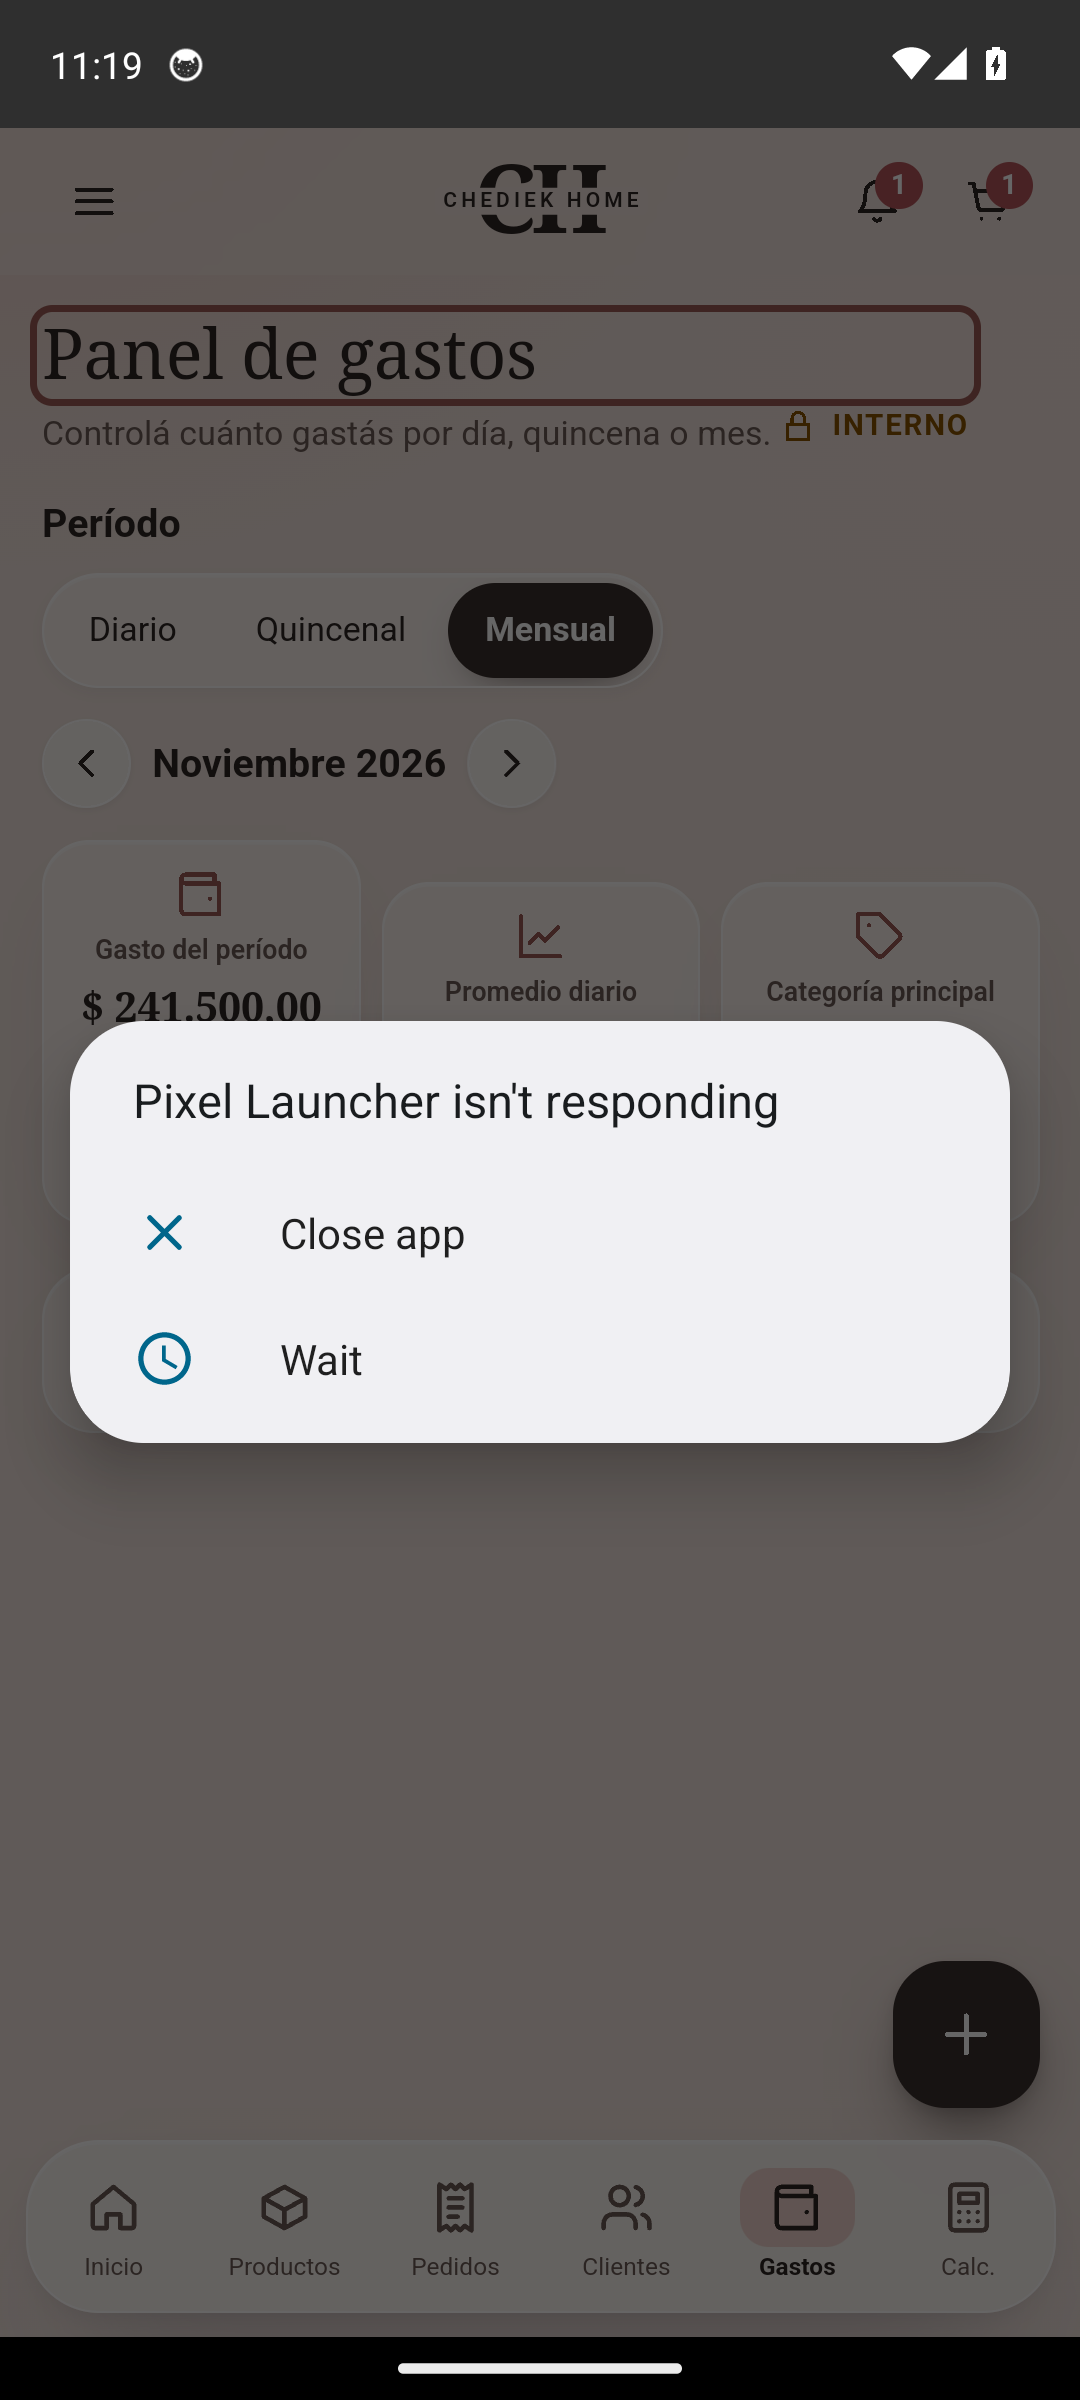 11:19
CH
CHEDIEK HOME
1
1
Panel de gastos
Controlá cuánto gastás por día, quincena o mes.
INTERNO
Período
Diario
Quincenal
Mensual
Noviembre 2026
Gasto del período
$ 241.500,00
Promedio diario
Categoría principal
Pixel Launcher isn't responding
Close app
Wait
Inicio
Productos
Pedidos
Clientes
Gastos
Calc.